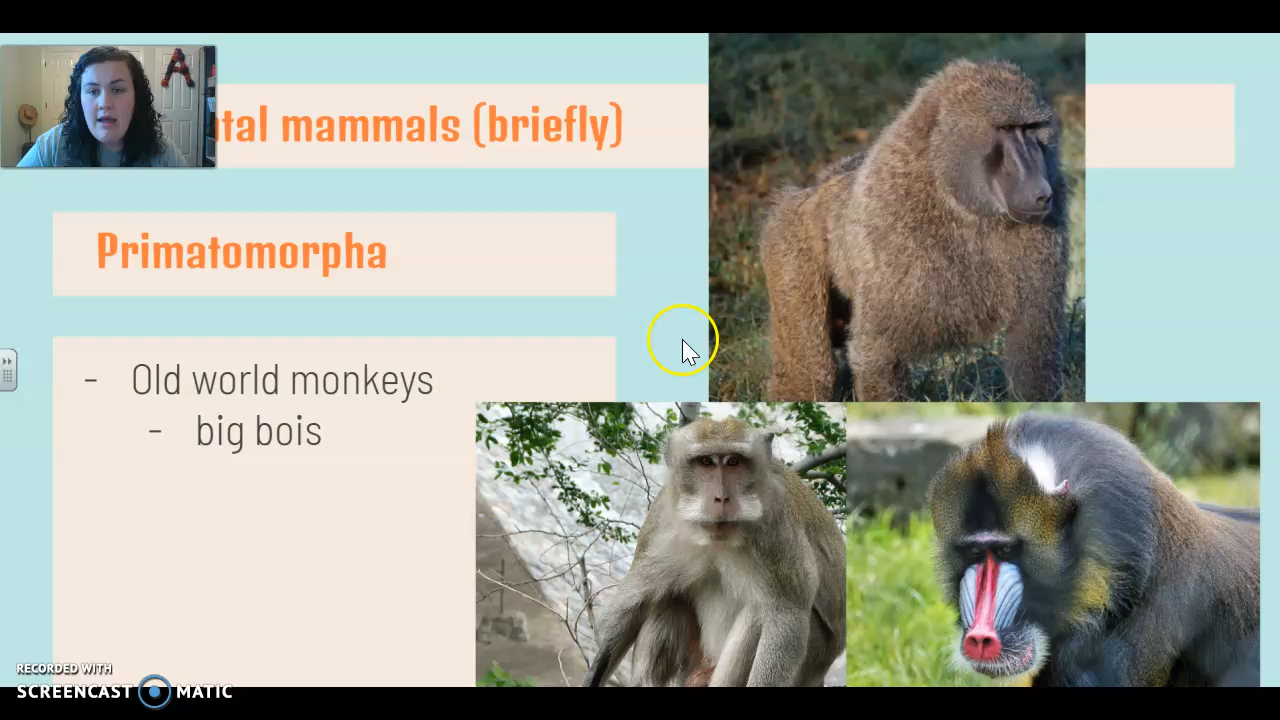 A
tal mammals (briefly)
Primatomorpha
- Old world monkeys
- big bois
RECORDED WITH
SCREENCAST MATIC